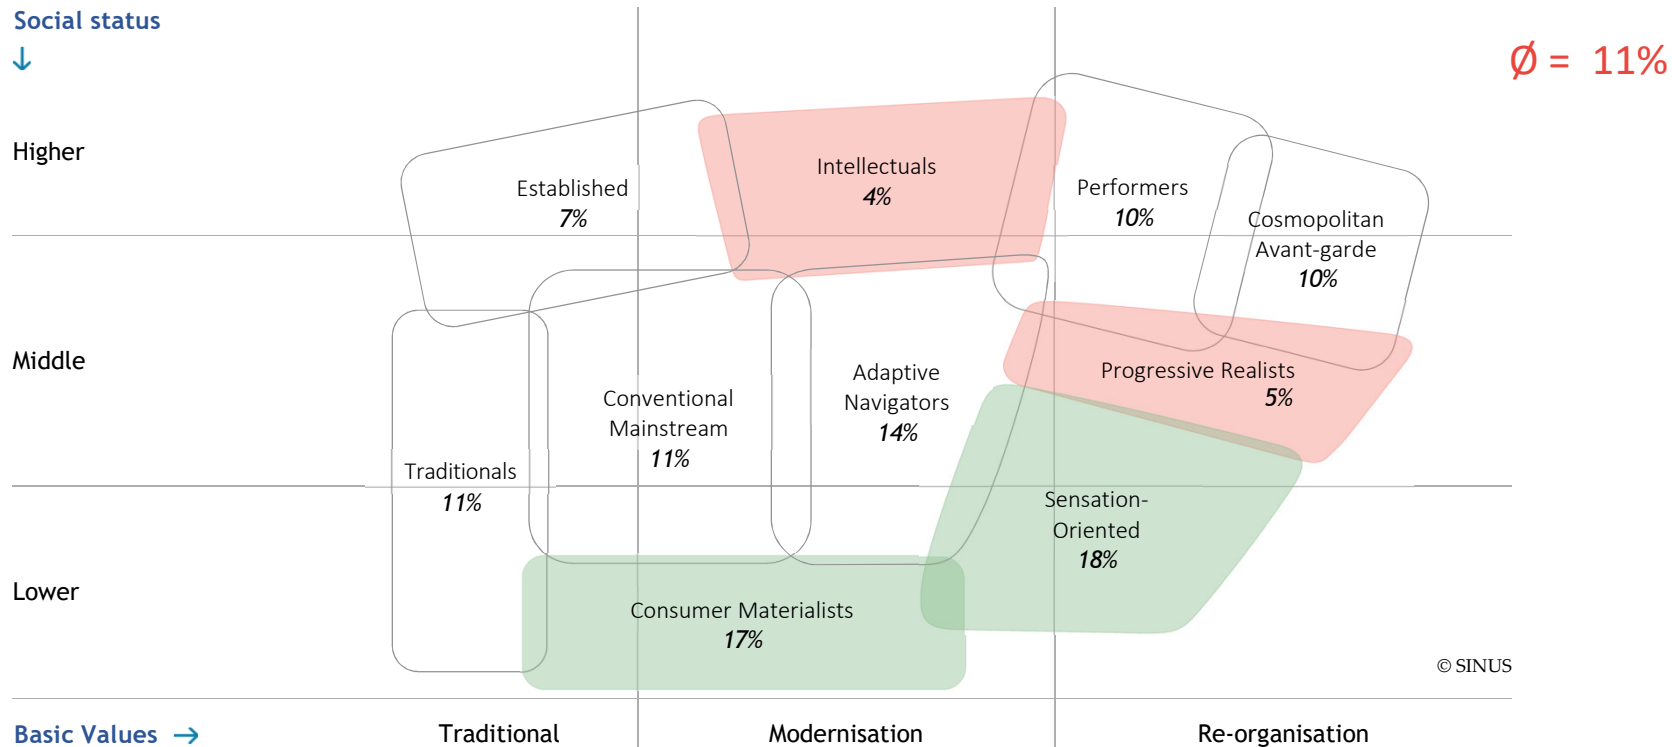 Social status
↓
Ø = 11%
Higher
Established
7%
Intellectuals
4%
Performers
10%
Cosmopolitan
Avant-garde
10%
Middle
Traditionals
11%
Conventional
Mainstream
11%
Adaptive
Navigators
14%
Progressive Realists
5%
Sensation-
Oriented
18%
Lower
Consumer Materialists
17%
© SINUS
Basic Values →
Traditional
Modernisation
Re-organisation